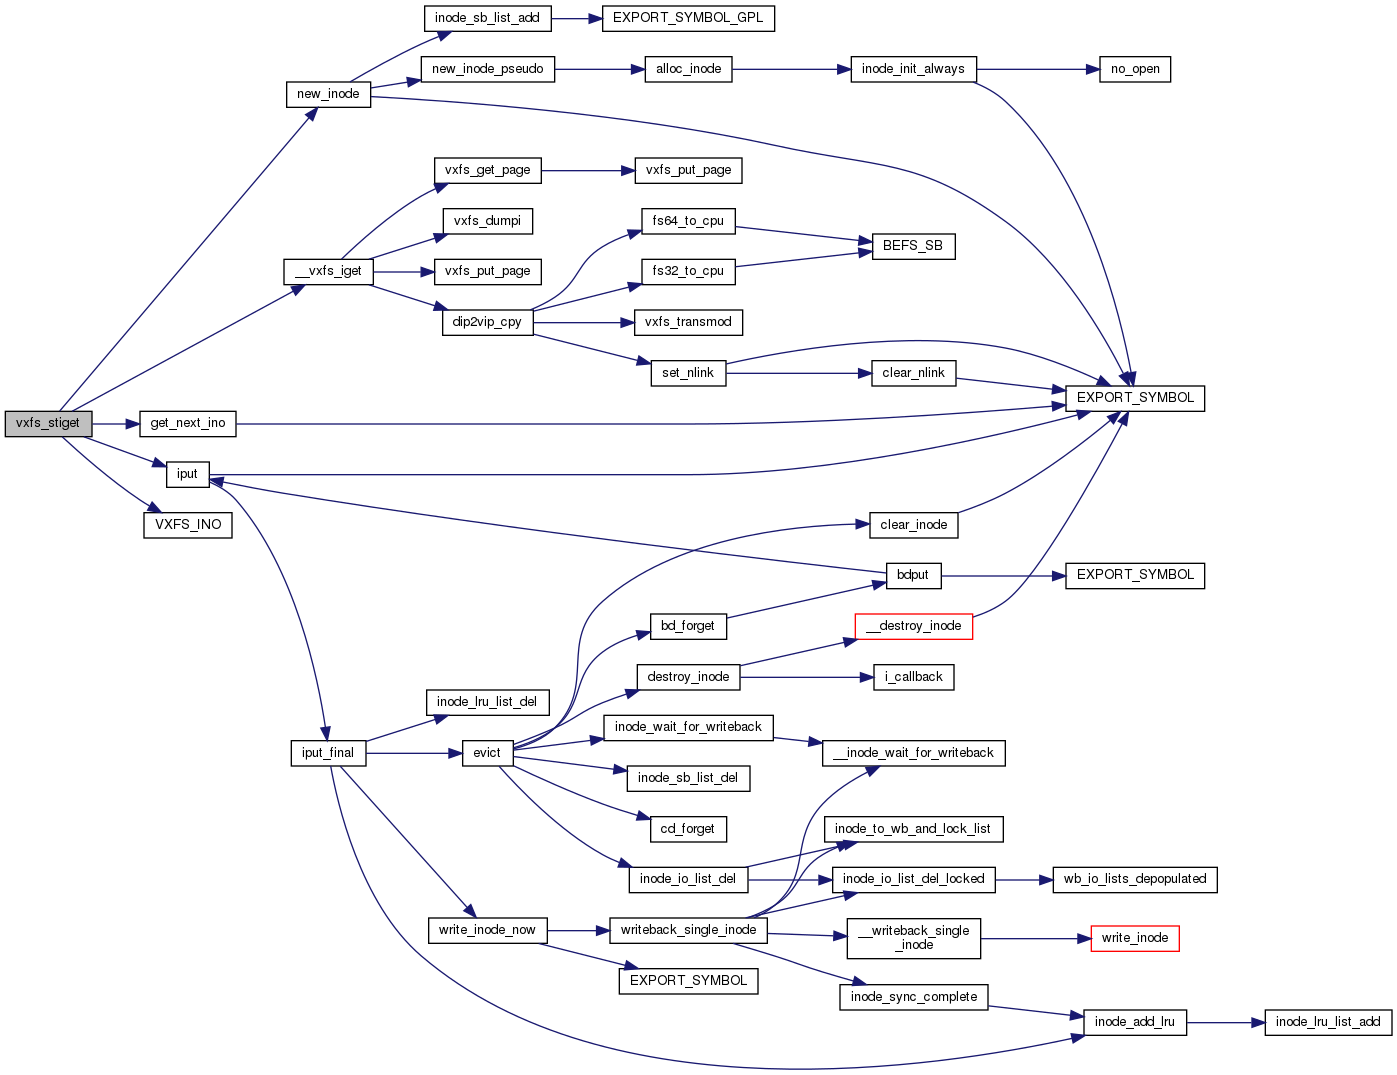 inode_sb_list_add
EXPORT_SYMBOL_GPL
new_inode_pseudo
alloc_inode
inode_init_always
no_open
new_inode
vxfs_get_page
vxfs_put_page
vxfs_dumpi
fs64_to_cpu
BEFS_SB
__vxfs_iget
vxfs_put_page
fs32_to_cpu
dip2vip_cpy
vxfs_transmod
set_nlink
clear_nlink
EXPORT_SYMBOL
vxfs_stiget
get_next_ino
iput
VXFS_INO
clear_inode
bdput
EXPORT_SYMBOL
bd_forget
__destroy_inode
destroy_inode
i_callback
inode_lru_list_del
inode_wait_for_writeback
iput_final
evict
__inode_wait_for_writeback
inode_sb_list_del
cd_forget
inode_to_wb_and_lock_list
inode_io_list_del
inode_io_list_del_locked
wb_io_lists_depopulated
write_inode_now
writeback_single_inode
__writeback_single
_inode
write_inode
EXPORT_SYMBOL
inode_sync_complete
inode_add_lru
inode_lru_list_add